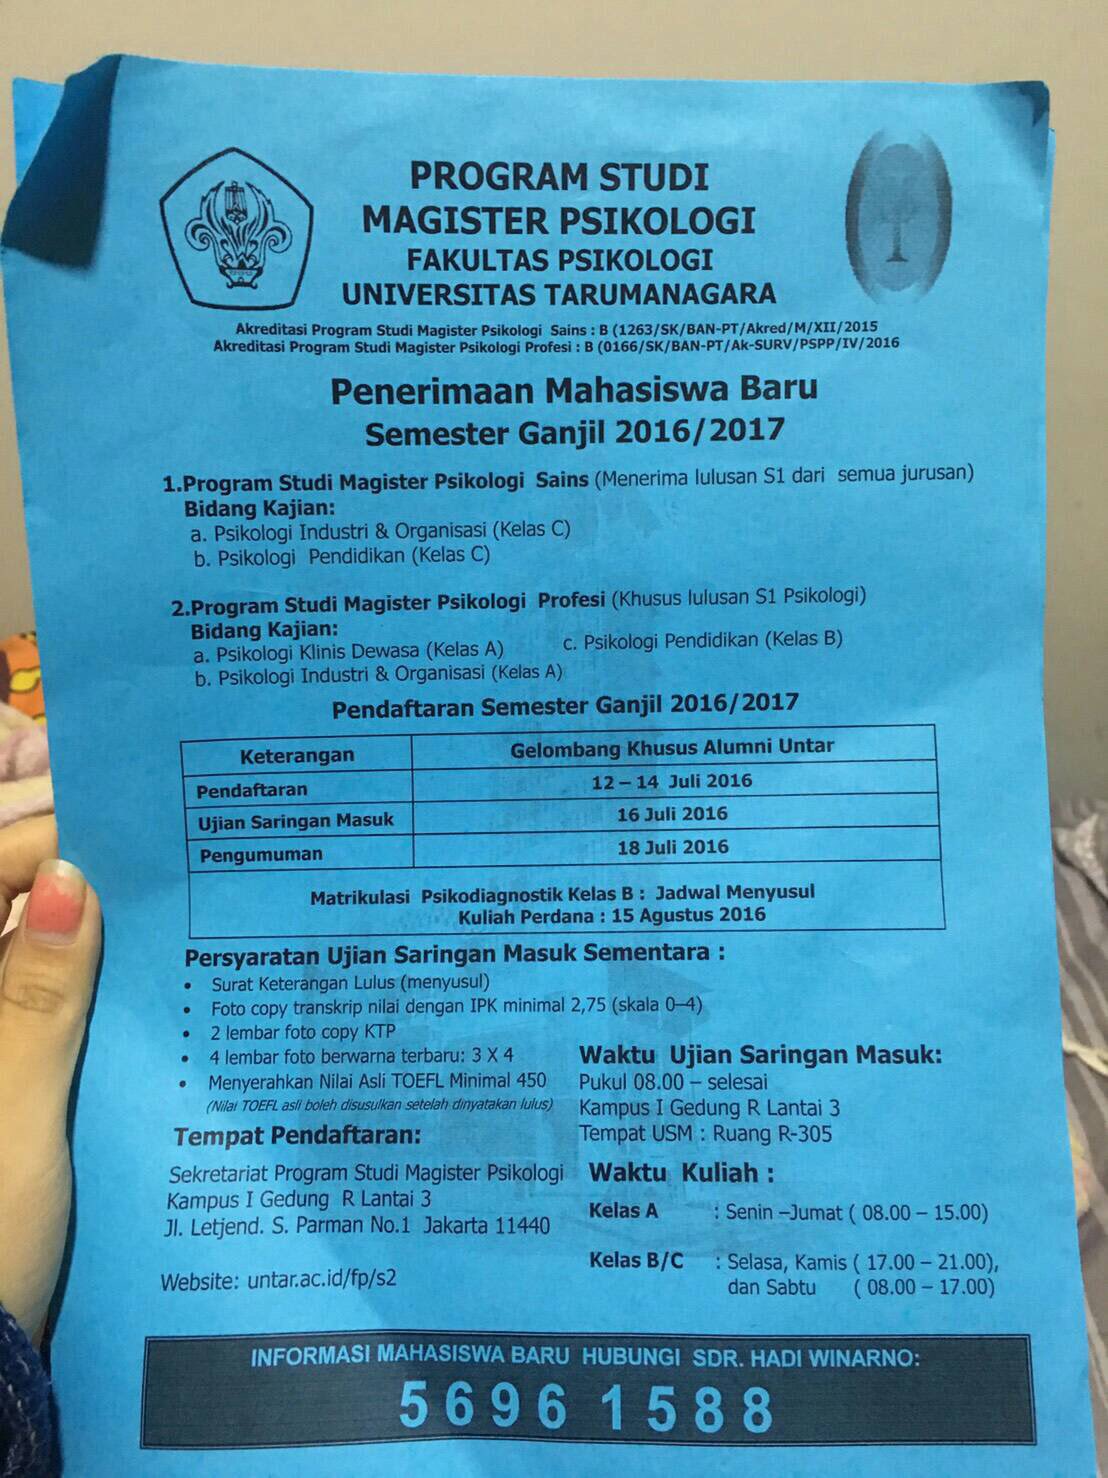 PROGRAM STUDI
MAGISTER PSIKOLOGI
FAKULTAS PSIKOLOGI
UNIVERSITAS TARUMANAGARA
Akreditasi Program Studi Magister Psikologi Sains : B (1263/SK/BAN-PT/Akred/M/XII/2015
Akreditasi Program Studi Magister Psikologi Profesi : B (0166/SK/BAN-PT/Ak-SURV/PSPP/IV/2016
Penerimaan Mahasiswa Baru
Semester Ganjil 2016/2017
1.Program Studi Magister Psikologi Sains (Menerima lulusan S1 dari semua jurusan)
Bidang Kajian:
a. Psikologi Industri & Organisasi (Kelas C)
b. Psikologi Pendidikan (Kelas C)
2.Program Studi Magister Psikologi Profesi (Khusus lulusan S1 Psikologi)
Bidang Kajian:
a. Psikologi Klinis Dewasa (Kelas A) c. Psikologi Pendidikan (Kelas B)
b. Psikologi Industri & Organisasi (Kelas A)
Pendaftaran Semester Ganjil 2016/2017
Keterangan Gelombang Khusus Alumni Untar
Pendaftaran 12 – 14 Juli 2016
Ujian Saringan Masuk 16 Juli 2016
Pengumuman 18 Juli 2016
Matrikulasi Psikodiagnostik Kelas B : Jadwal Menyusul
Kuliah Perdana : 15 Agustus 2016
Persyaratan Ujian Saringan Masuk Sementara :
• Surat Keterangan Lulus (menyusul)
• Foto copy transkrip nilai dengan IPK minimal 2,75 (skala 0–4)
• 2 lembar foto copy KTP
• 4 lembar foto berwarna terbaru: 3 X 4
• Menyerahkan Nilai Asli TOEFL Minimal 450
(Nilai TOEFL asli boleh disusulkan setelah dinyatakan lulus)
Tempat Pendaftaran:
Sekretariat Program Studi Magister Psikologi
Kampus I Gedung R Lantai 3
Jl. Letjend. S. Parman No.1 Jakarta 11440
Website: untar.ac.id/fp/s2
Waktu Ujian Saringan Masuk:
Pukul 08.00 – selesai
Kampus I Gedung R Lantai 3
Tempat USM : Ruang R-305
Waktu Kuliah :
Kelas A : Senin –Jumat ( 08.00 – 15.00)
Kelas B/C : Selasa, Kamis ( 17.00 – 21.00),
dan Sabtu ( 08.00 – 17.00)
INFORMASI MAHASISWA BARU HUBUNGI SDR. HADI WINARNO:
5696 1588